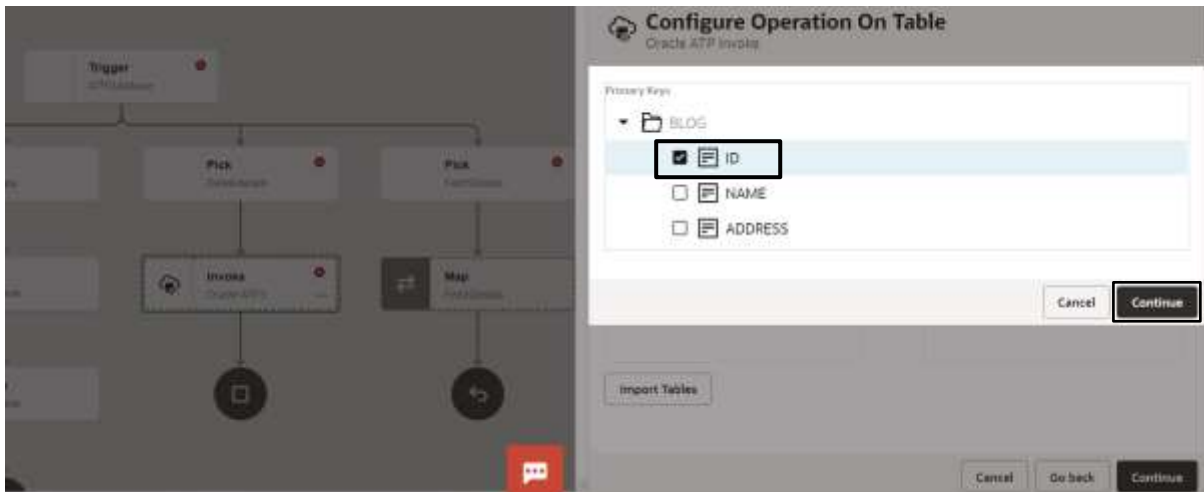 Configure Operation On Table
Oracle ATP Invoke
Trigger
Primary Keys
BLOG
ID
Pick
Pick
NAME
ADDRESS
Invoke
Map
Cancel
Continue
Import Tables
Cancel
Go back
Continue